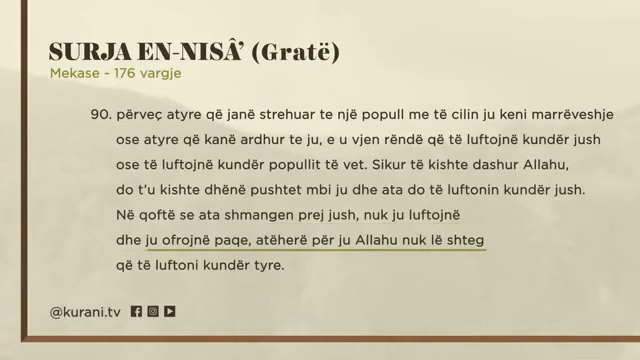 SURJA EN-NISÂ’ (Gratë)
Mekase - 176 vargje
90. përveç atyre që janë strehuar te një popull me të cilin ju keni marrëveshje
ose atyre që kanë ardhur te ju, e u vjen rëndë që të luftojnë kundër jush
ose të luftojnë kundër popullit të vet. Sikur të kishte dashur Allahu,
do t’u kishte dhënë pushtet mbi ju dhe ata do të luftonin kundër jush.
Në qoftë se ata shmangen prej jush, nuk ju luftojnë
dhe ju ofrojnë paqe, atëherë për ju Allahu nuk lë shteg
që të luftoni kundër tyre.
@kurani.tv